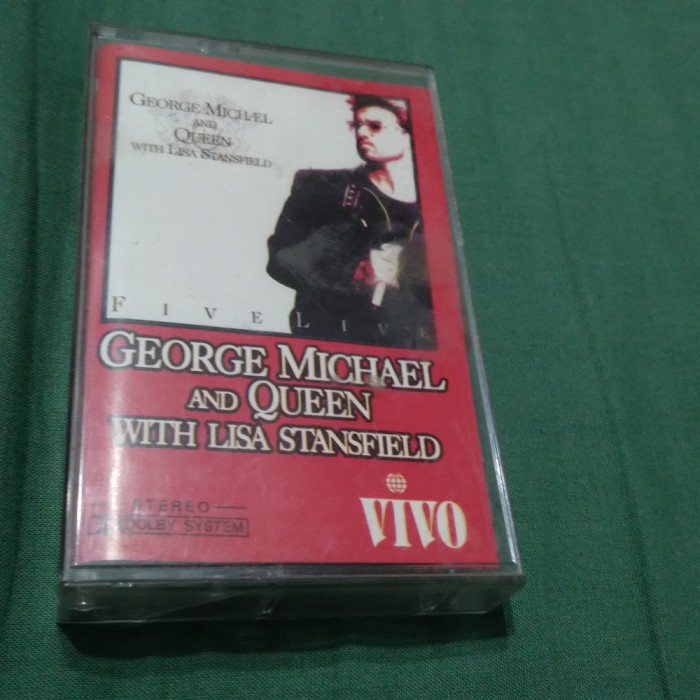 GEORGE MICHÆL
AND
QUEEN
WITH LISA STANSFIELD
FIVE LIVE
GEORGE MICHAEL
AND QUEEN
WITH LISA STANSFIELD
STEREO
DOLBY SYSTEM
VIVO